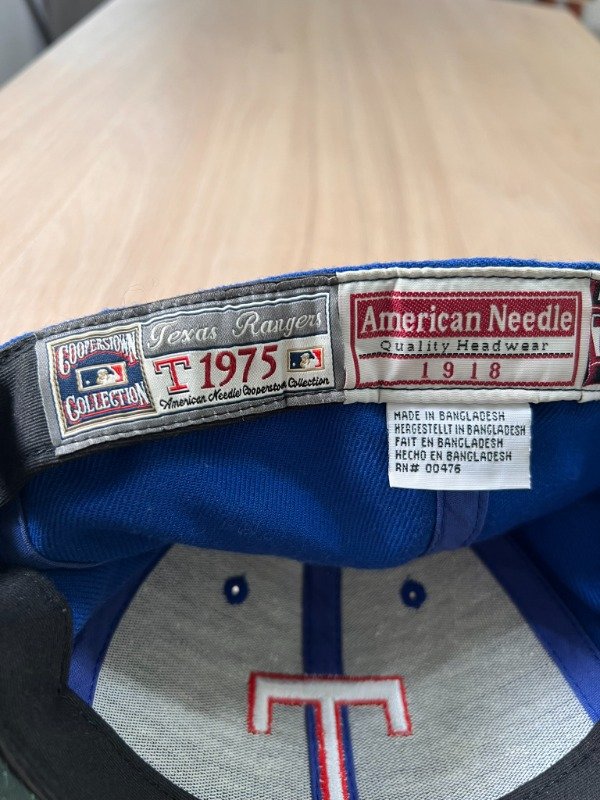 COOPERSTOWN
COLLECTION
Texas Rangers
T 1975
American Needle Cooperstown Collection
American Needle
Quality Headwear
1918
MADE IN BANGLADESH
HERGESTELLT IN BANGLADESH
FAIT EN BANGLADESH
HECHO EN BANGLADESH
RN# 00476
T